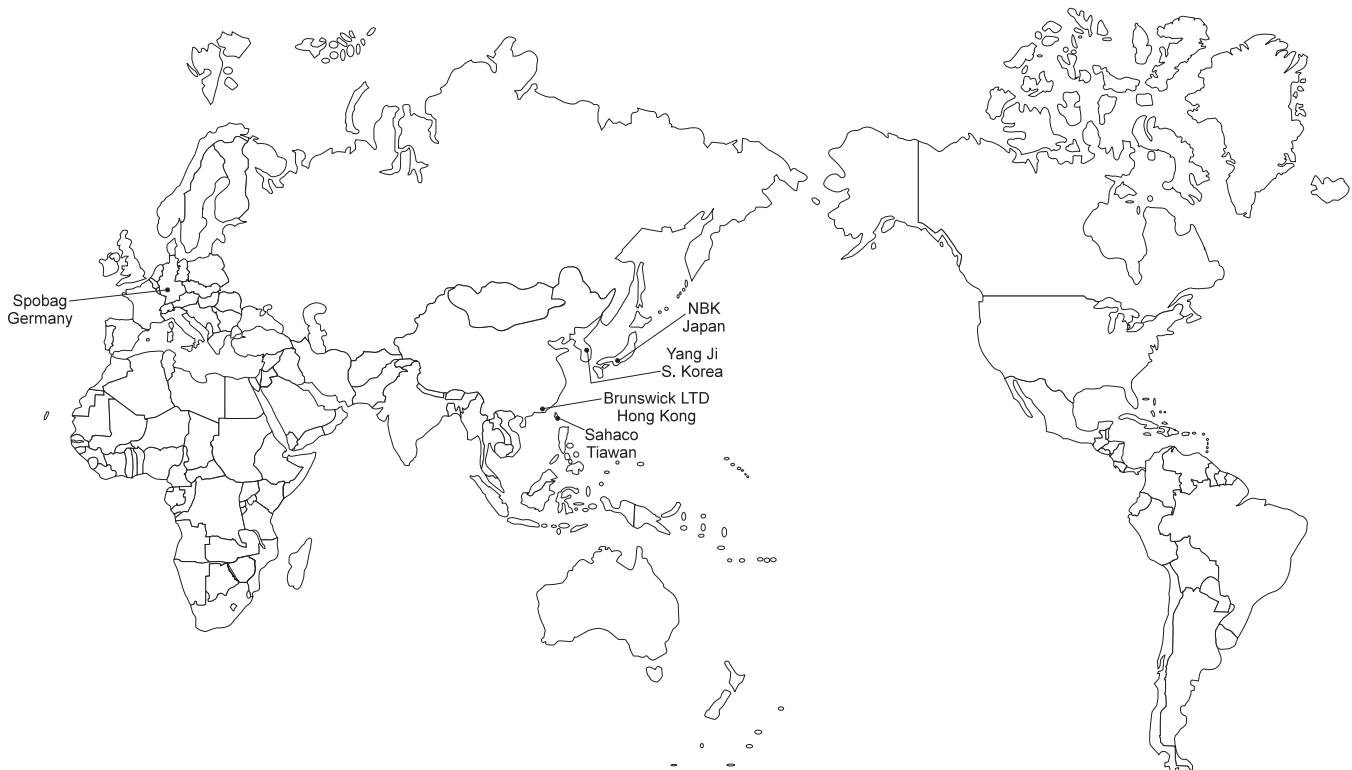 Spobag
Germany
NBK
Japan
Yang Ji
S. Korea
Brunswick LTD
Hong Kong
Sahaco
Tiawan